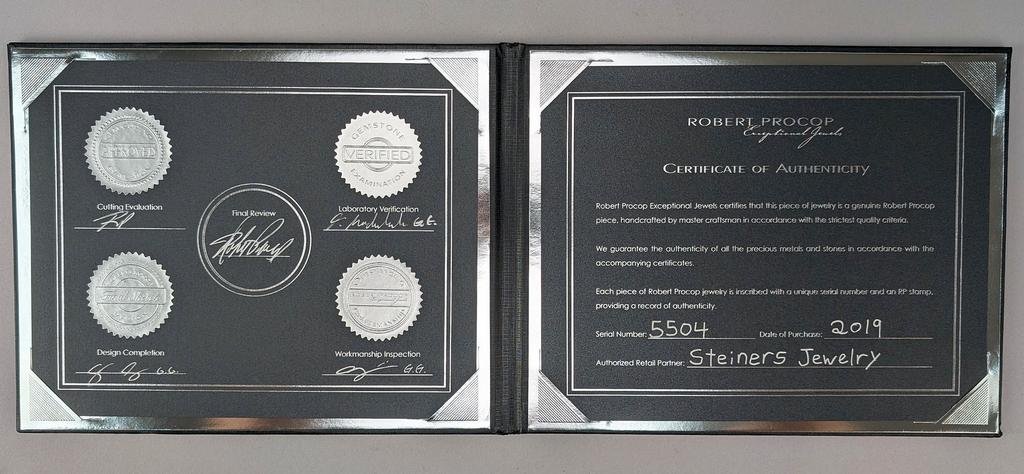 APPROVED
Cutting Evaluation
GEMSTONE
VERIFIED
EXAMINATION
Laboratory Verification
G.G.
Final Review
Design Completion
G.G.
Workmanship Inspection
G.G.
ROBERT PROCOP
Exceptional Jewels
CERTIFICATE OF AUTHENTICITY
Robert Procop Exceptional Jewels certifies that this piece of jewelry is a genuine Robert Procop
piece, handcrafted by master craftsman in accordance with the strictest quality criteria.
We guarantee the authenticity of all the precious metals and stones in accordance with the
accompanying certificates.
Each piece of Robert Procop jewelry is inscribed with a unique serial number and an RP stamp,
providing a record of authenticity.
Serial Number: 5504 Date of Purchase: 2019
Authorized Retail Partner: Steiners Jewelry